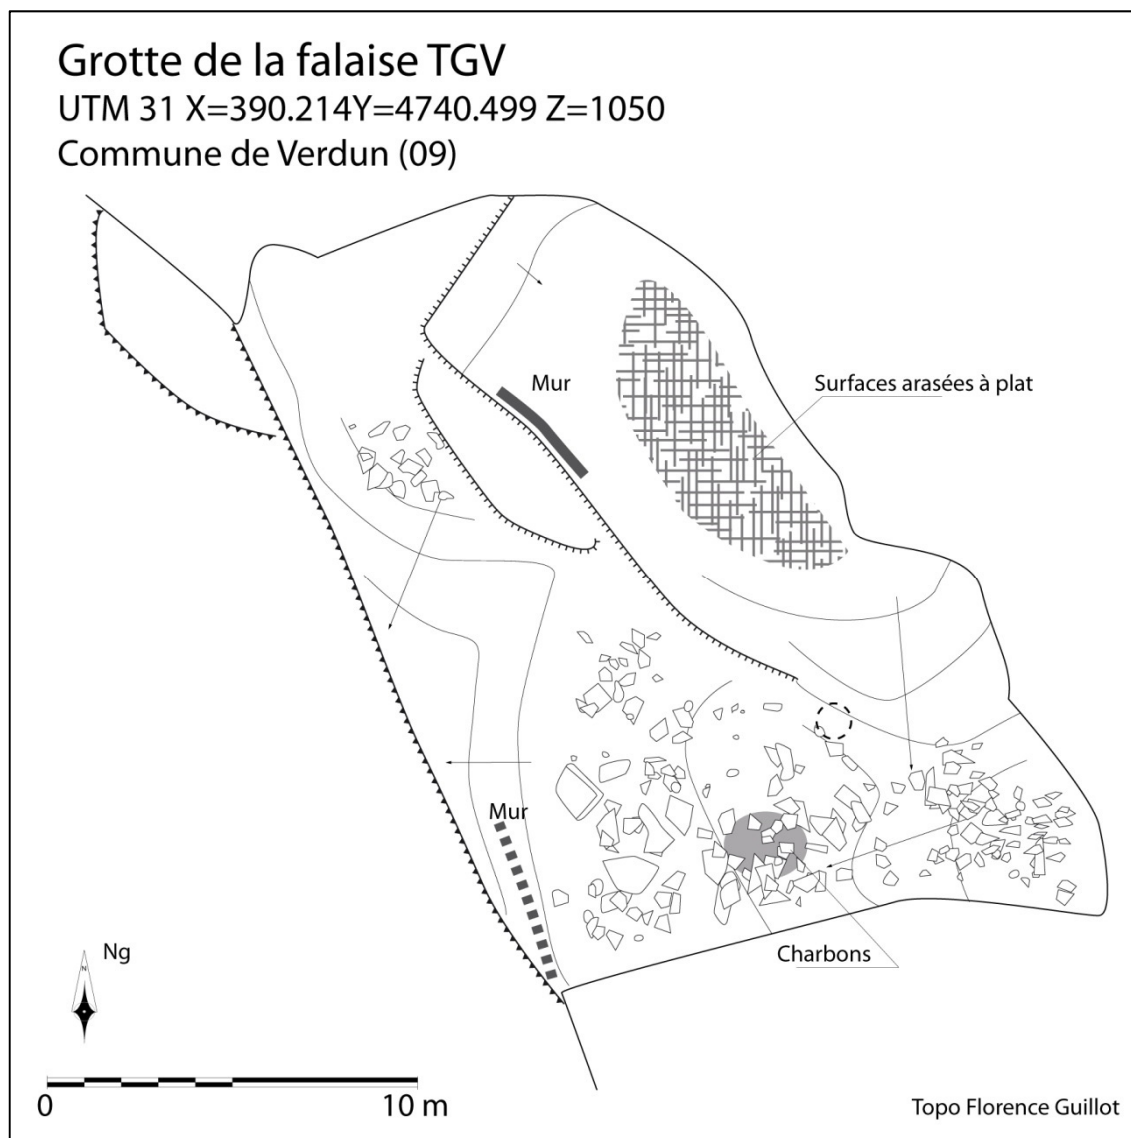 Grotte de la falaise TGV
UTM 31 X=390.214Y=4740.499 Z=1050
Commune de Verdun (09)
Mur
Surfaces arasées à plat
Mur
Charbons
Ng
N
0
10 m
Topo Florence Guillot